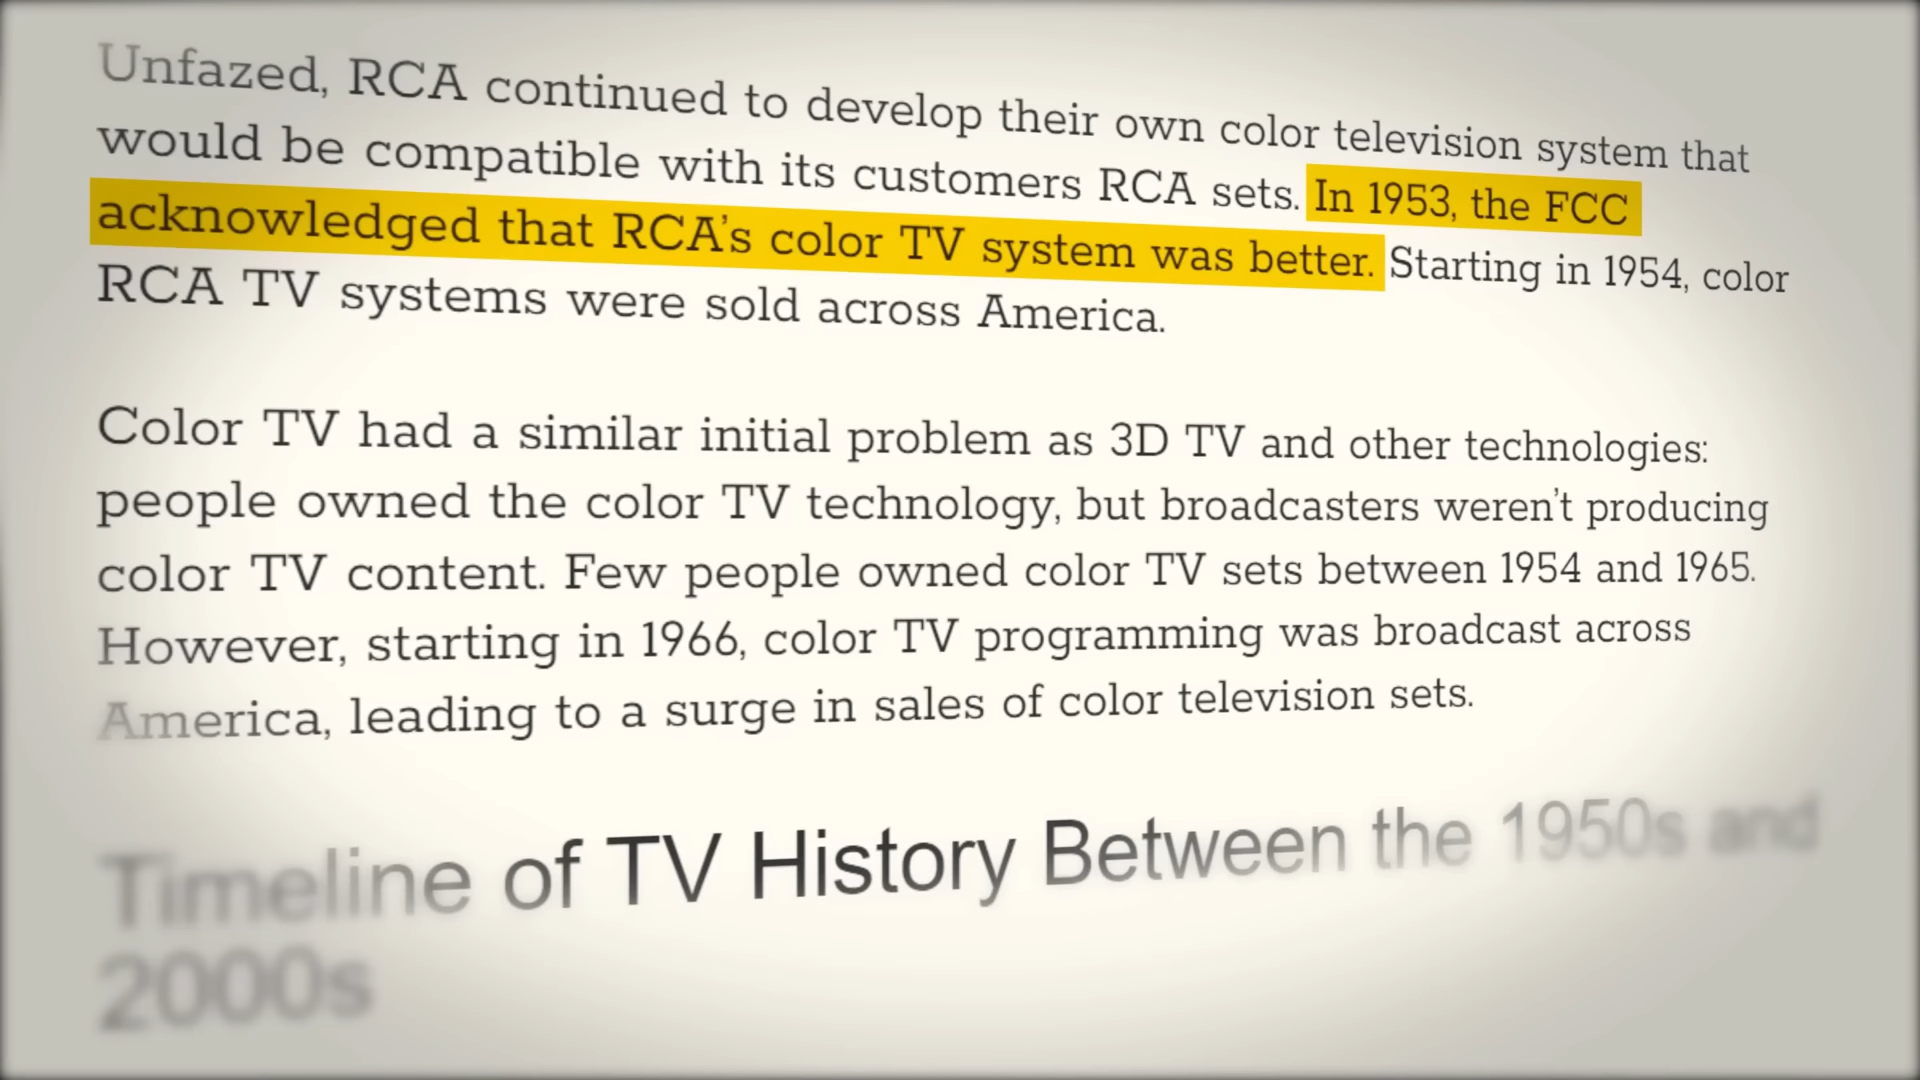 Unfazed, RCA continued to develop their own color television system that
would be compatible with its customers RCA sets. In 1953, the FCC
acknowledged that RCA's color TV system was better. Starting in 1954, color
RCA TV systems were sold across America.
Color TV had a similar initial problem as 3D TV and other technologies:
people owned the color TV technology, but broadcasters weren't producing
color TV content. Few people owned color TV sets between 1954 and 1965.
However, starting in 1966, color TV programming was broadcast across
America, leading to a surge in sales of color television sets.
Timeline of TV History Between the 1950s and
2000s